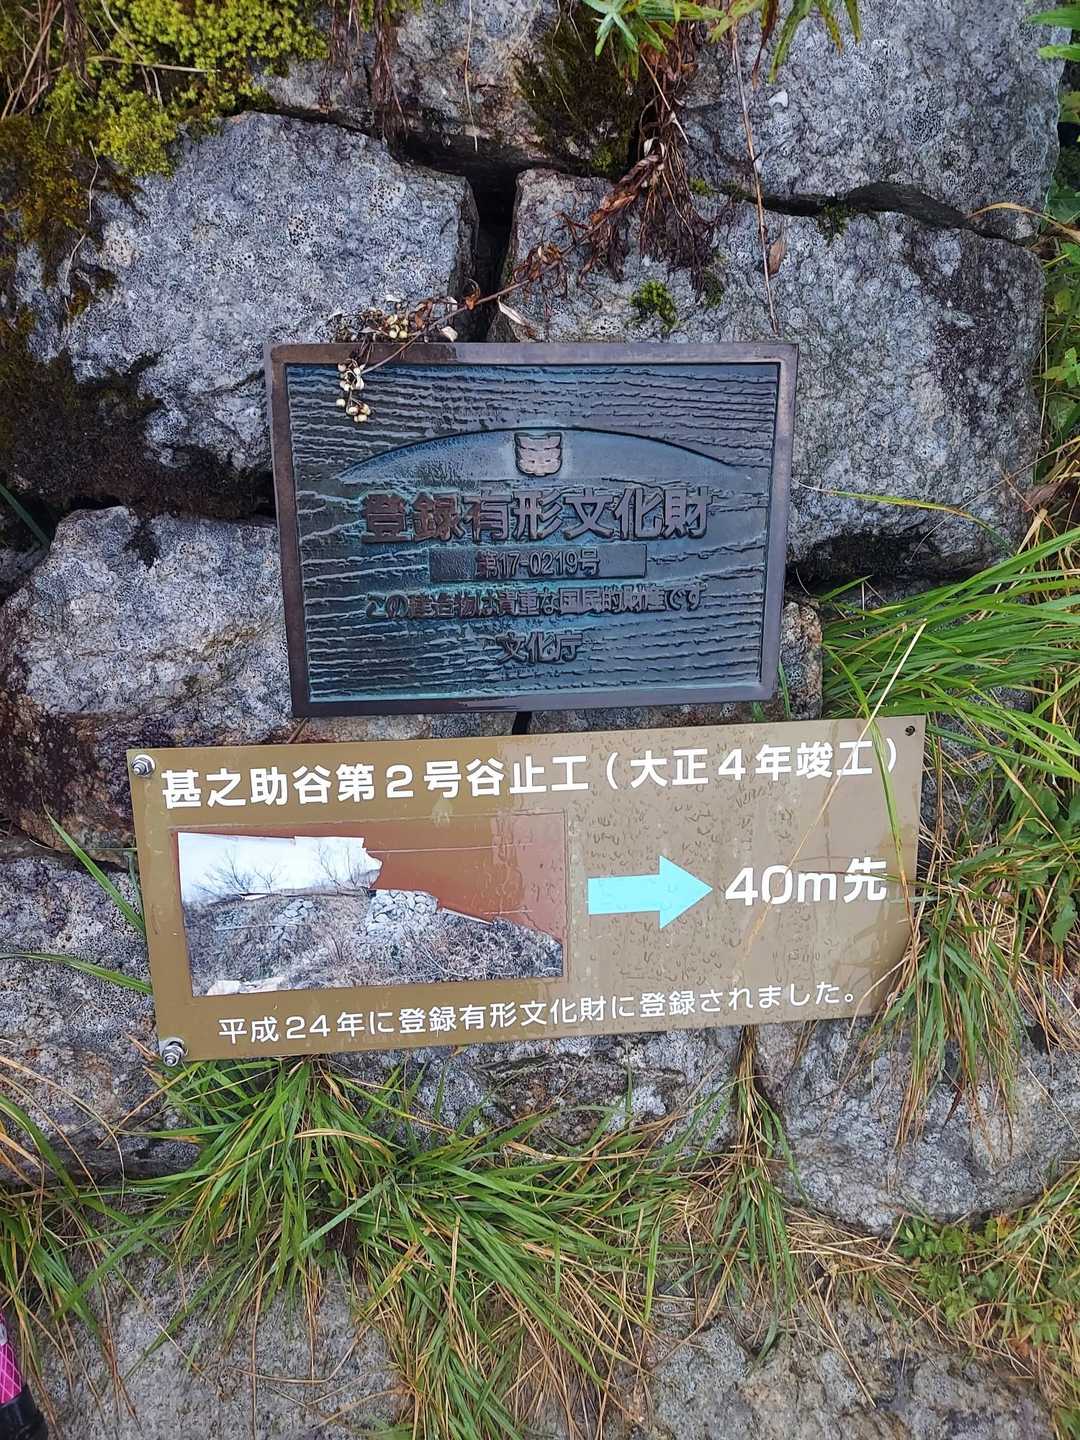 登録有形文化財
第17-0219号
この建造物は貴重な国民的財産です
文化庁
甚之助谷第2号谷止工(大正4年竣工)
40m先
平成24年に登録有形文化財に登録されました。